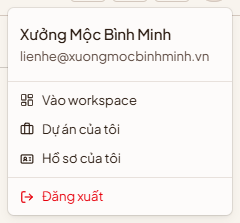 Xưởng Mộc Bình Minh
lienhe@xuongmocbinhminh.vn
Vào workspace
Dự án của tôi
Hồ sơ của tôi
Đăng xuất